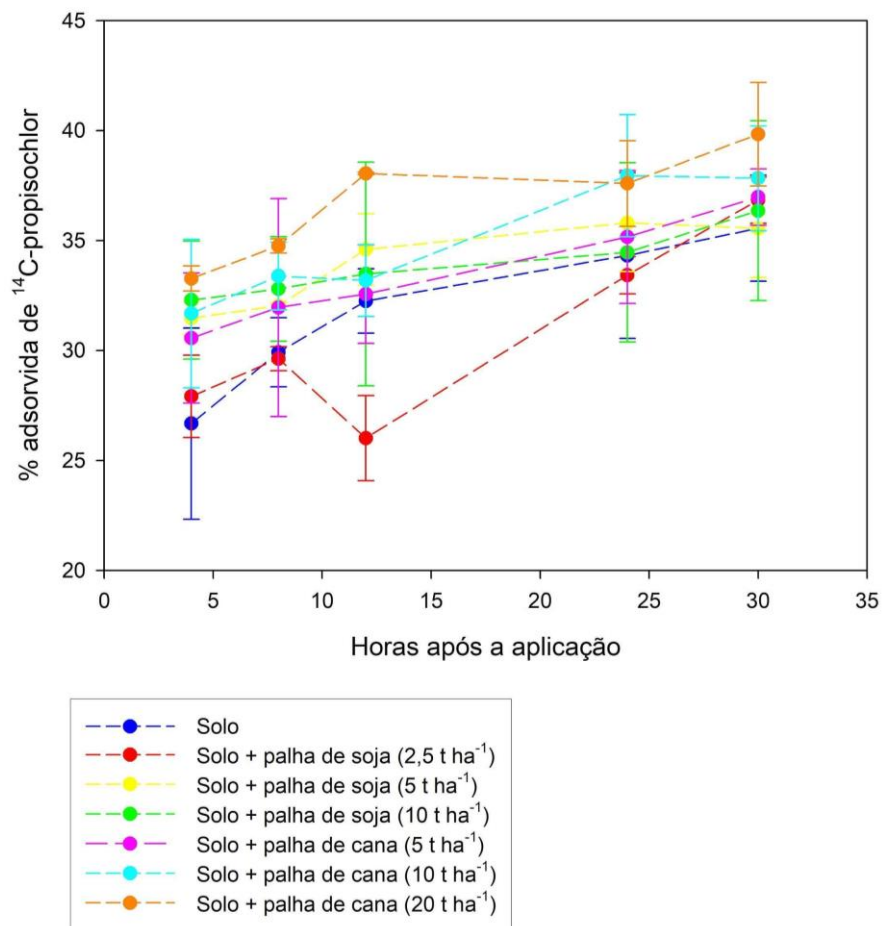 45
40
35
30
25
20
% adsorvida de ¹⁴C-propisochlor
0 5 10 15 20 25 30 35
Horas após a aplicação
Solo
Solo + palha de soja (2,5 t ha⁻¹)
Solo + palha de soja (5 t ha⁻¹)
Solo + palha de soja (10 t ha⁻¹)
Solo + palha de cana (5 t ha⁻¹)
Solo + palha de cana (10 t ha⁻¹)
Solo + palha de cana (20 t ha⁻¹)